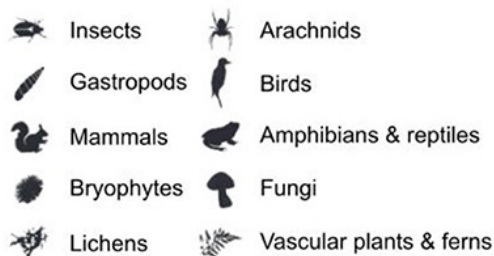 Insects
Arachnids
Gastropods
Birds
Mammals
Amphibians & reptiles
Bryophytes
Fungi
Lichens
Vascular plants & ferns